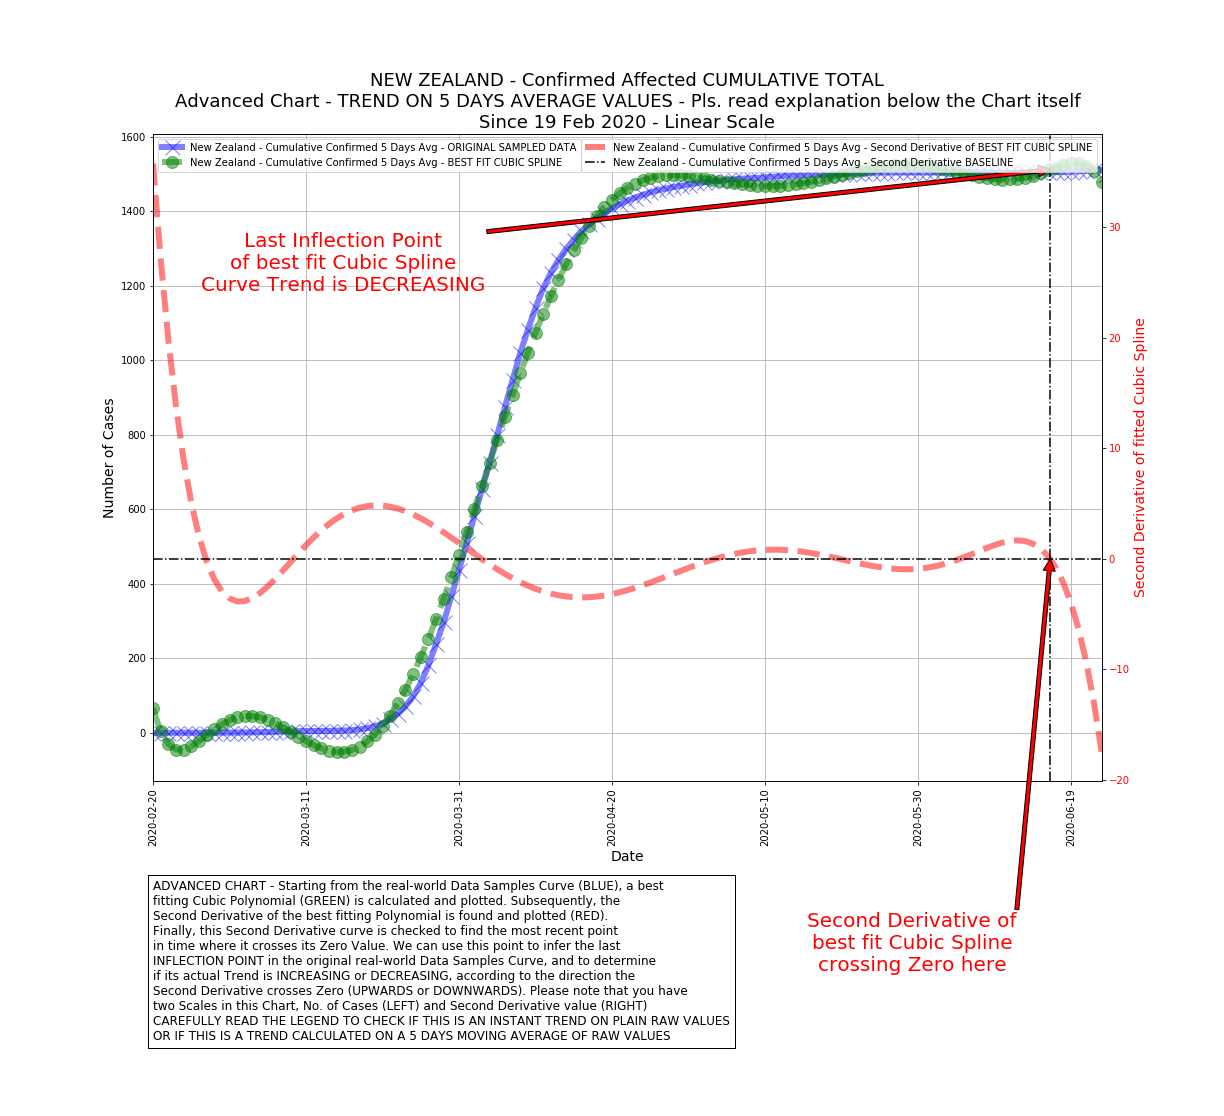 NEW ZEALAND - Confirmed Affected CUMULATIVE TOTAL
Advanced Chart - TREND ON 5 DAYS AVERAGE VALUES - Pls. read explanation below the Chart itself
Since 19 Feb 2020 - Linear Scale
New Zealand - Cumulative Confirmed 5 Days Avg - ORIGINAL SAMPLED DATA
New Zealand - Cumulative Confirmed 5 Days Avg - BEST FIT CUBIC SPLINE
New Zealand - Cumulative Confirmed 5 Days Avg - Second Derivative of BEST FIT CUBIC SPLINE
New Zealand - Cumulative Confirmed 5 Days Avg - Second Derivative BASELINE
Last Inflection Point
of best fit Cubic Spline
Curve Trend is DECREASING
Number of Cases
1600
1400
1200
1000
800
600
400
200
0
Second Derivative of fitted Cubic Spline
30
20
10
0
−10
−20
2020-02-20
2020-03-11
2020-03-31
2020-04-20
2020-05-10
2020-05-30
2020-06-19
Date
ADVANCED CHART - Starting from the real-world Data Samples Curve (BLUE), a best
fitting Cubic Polynomial (GREEN) is calculated and plotted. Subsequently, the
Second Derivative of the best fitting Polynomial is found and plotted (RED).
Finally, this Second Derivative curve is checked to find the most recent point
in time where it crosses its Zero Value. We can use this point to infer the last
INFLECTION POINT in the original real-world Data Samples Curve, and to determine
if its actual Trend is INCREASING or DECREASING, according to the direction the
Second Derivative crosses Zero (UPWARDS or DOWNWARDS). Please note that you have
two Scales in this Chart, No. of Cases (LEFT) and Second Derivative value (RIGHT)
CAREFULLY READ THE LEGEND TO CHECK IF THIS IS AN INSTANT TREND ON PLAIN RAW VALUES
OR IF THIS IS A TREND CALCULATED ON A 5 DAYS MOVING AVERAGE OF RAW VALUES
Second Derivative of
best fit Cubic Spline
crossing Zero here